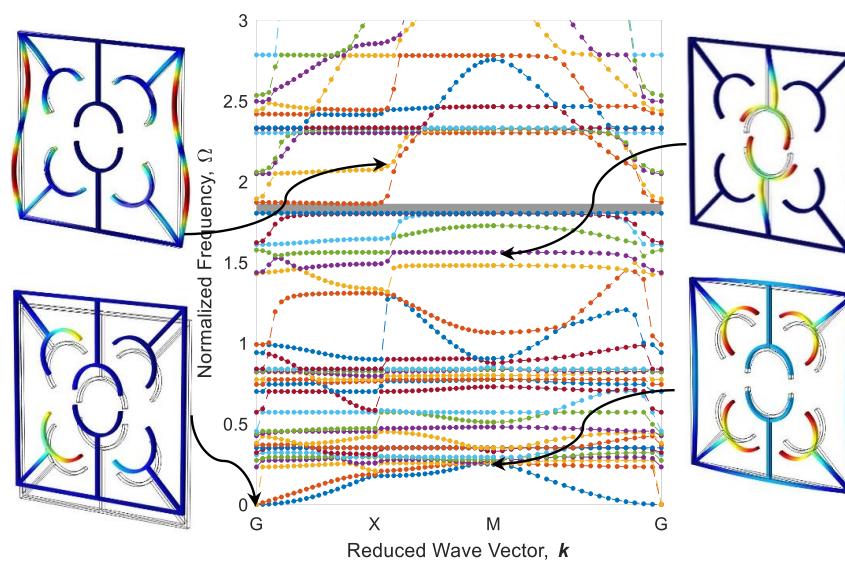 3
2.5
2
1.5
1
0.5
0
Normalized Frequency, Ω
G X M G
Reduced Wave Vector, k